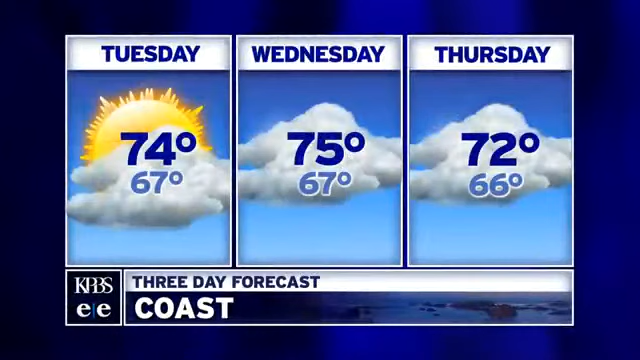 TUESDAY
74°
67°
WEDNESDAY
75°
67°
THURSDAY
72°
66°
KPBS
e|e
THREE DAY FORECAST
COAST